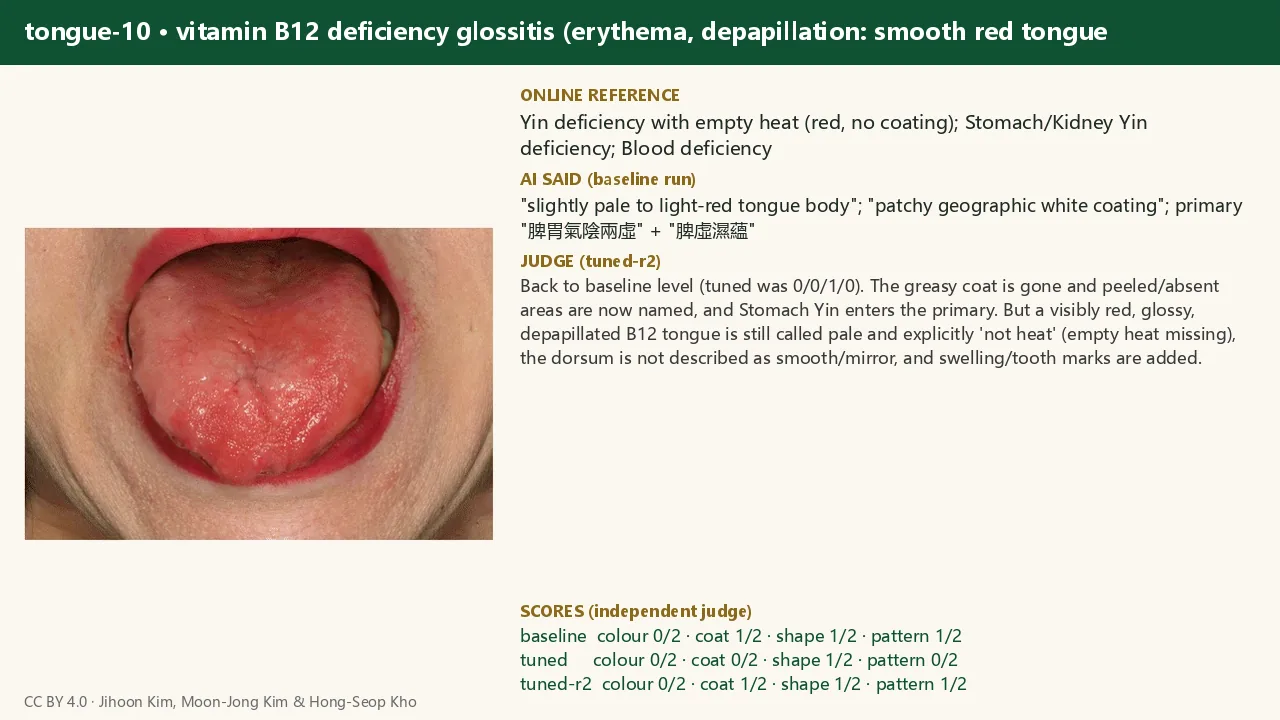 tongue-10 • vitamin B12 deficiency glossitis (erythema, depapillation: smooth red tongue
ONLINE REFERENCE
Yin deficiency with empty heat (red, no coating); Stomach/Kidney Yin
deficiency; Blood deficiency
AI SAID (baseline run)
"slightly pale to light-red tongue body"; "patchy geographic white coating"; primary
"脾胃氣陰兩虛" + "脾虛濕蘊"
JUDGE (tuned-r2)
Back to baseline level (tuned was 0/0/1/0). The greasy coat is gone and peeled/absent
areas are now named, and Stomach Yin enters the primary. But a visibly red, glossy,
depapillated B12 tongue is still called pale and explicitly 'not heat' (empty heat missing),
the dorsum is not described as smooth/mirror, and swelling/tooth marks are added.
SCORES (independent judge)
baseline colour 0/2 · coat 1/2 · shape 1/2 · pattern 1/2
tuned colour 0/2 · coat 0/2 · shape 1/2 · pattern 0/2
tuned-r2 colour 0/2 · coat 1/2 · shape 1/2 · pattern 1/2
CC BY 4.0 · Jihoon Kim, Moon-Jong Kim & Hong-Seop Kho